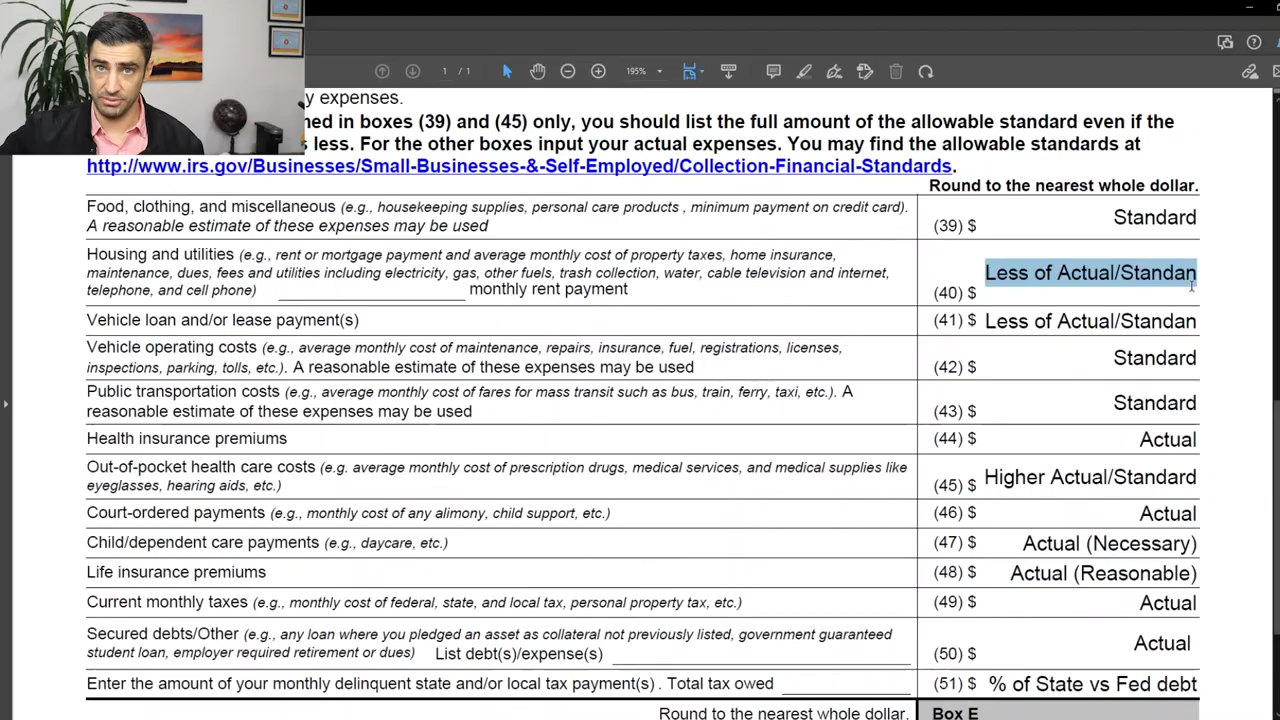 1 / 1
195%
y expenses.
ned in boxes (39) and (45) only, you should list the full amount of the allowable standard even if the
s less. For the other boxes input your actual expenses. You may find the allowable standards at
http://www.irs.gov/Businesses/Small-Businesses-&-Self-Employed/Collection-Financial-Standards.
Round to the nearest whole dollar.
Food, clothing, and miscellaneous (e.g., housekeeping supplies, personal care products , minimum payment on credit card).
A reasonable estimate of these expenses may be used
(39) $ Standard
Housing and utilities (e.g., rent or mortgage payment and average monthly cost of property taxes, home insurance,
maintenance, dues, fees and utilities including electricity, gas, other fuels, trash collection, water, cable television and internet,
telephone, and cell phone) monthly rent payment
(40) $ Less of Actual/Standan
Vehicle loan and/or lease payment(s) (41) $ Less of Actual/Standan
Vehicle operating costs (e.g., average monthly cost of maintenance, repairs, insurance, fuel, registrations, licenses,
inspections, parking, tolls, etc.). A reasonable estimate of these expenses may be used
(42) $ Standard
Public transportation costs (e.g., average monthly cost of fares for mass transit such as bus, train, ferry, taxi, etc.). A
reasonable estimate of these expenses may be used
(43) $ Standard
Health insurance premiums (44) $ Actual
Out-of-pocket health care costs (e.g. average monthly cost of prescription drugs, medical services, and medical supplies like
eyeglasses, hearing aids, etc.)
(45) $ Higher Actual/Standard
Court-ordered payments (e.g., monthly cost of any alimony, child support, etc.) (46) $ Actual
Child/dependent care payments (e.g., daycare, etc.) (47) $ Actual (Necessary)
Life insurance premiums (48) $ Actual (Reasonable)
Current monthly taxes (e.g., monthly cost of federal, state, and local tax, personal property tax, etc.) (49) $ Actual
Secured debts/Other (e.g., any loan where you pledged an asset as collateral not previously listed, government guaranteed
student loan, employer required retirement or dues) List debt(s)/expense(s)
(50) $ Actual
Enter the amount of your monthly delinquent state and/or local tax payment(s). Total tax owed (51) $ % of State vs Fed debt
Round to the nearest whole dollar. Box E